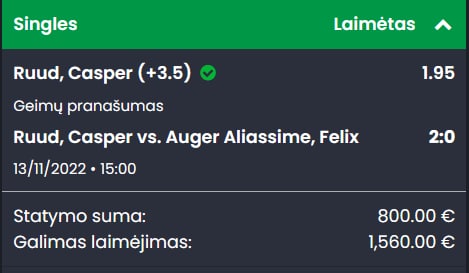 Singles Laimėtas
Ruud, Casper (+3.5) 1.95
Geimų pranašumas
Ruud, Casper vs. Auger Aliassime, Felix 2:0
13/11/2022 • 15:00
Statymo suma: 800.00 €
Galimas laimėjimas: 1,560.00 €